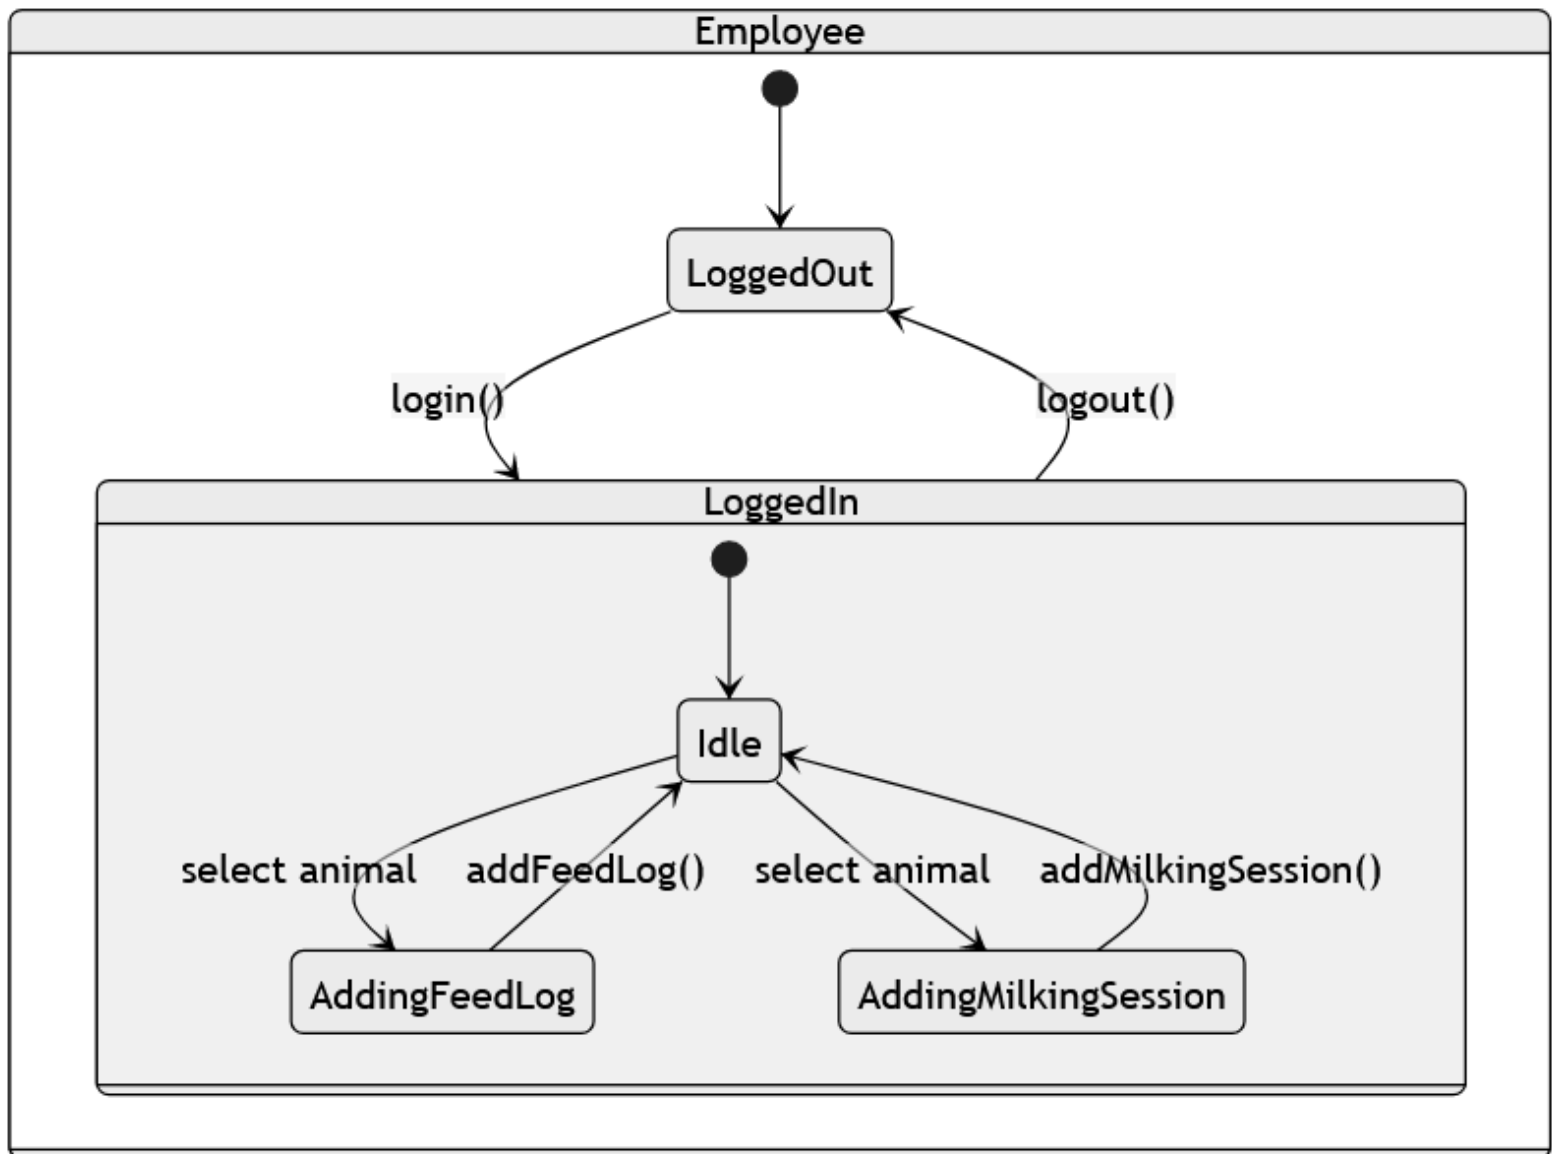 Employee
LoggedOut
login()
logout()
LoggedIn
Idle
select animal
addFeedLog()
select animal
addMilkingSession()
AddingFeedLog
AddingMilkingSession